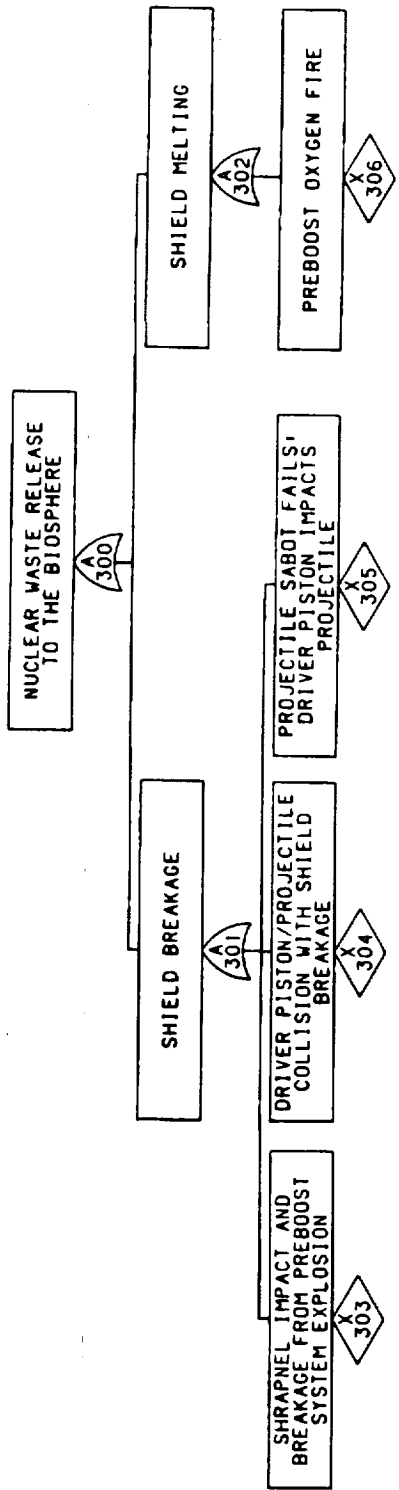 NUCLEAR WASTE RELEASE
TO THE BIOSPHERE
A
300
SHIELD BREAKAGE
A
301
SHIELD MELTING
A
302
SHRAPNEL IMPACT AND
BREAKAGE FROM PREBOOST
SYSTEM EXPLOSION
X
303
DRIVER PISTON/PROJECTILE
COLLISION WITH SHIELD
BREAKAGE
X
304
PROJECTILE SABOT FAILS'
DRIVER PISTON IMPACTS
PROJECTILE
X
305
PREBOOST OXYGEN FIRE
X
306